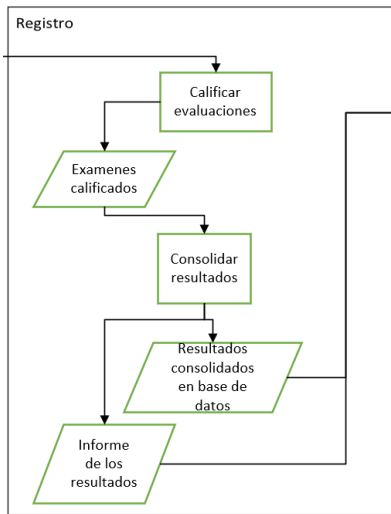 Registro
Calificar
evaluaciones
Examenes
calificados
Consolidar
resultados
Resultados
consolidados
en base de
datos
Informe
de los
resultados